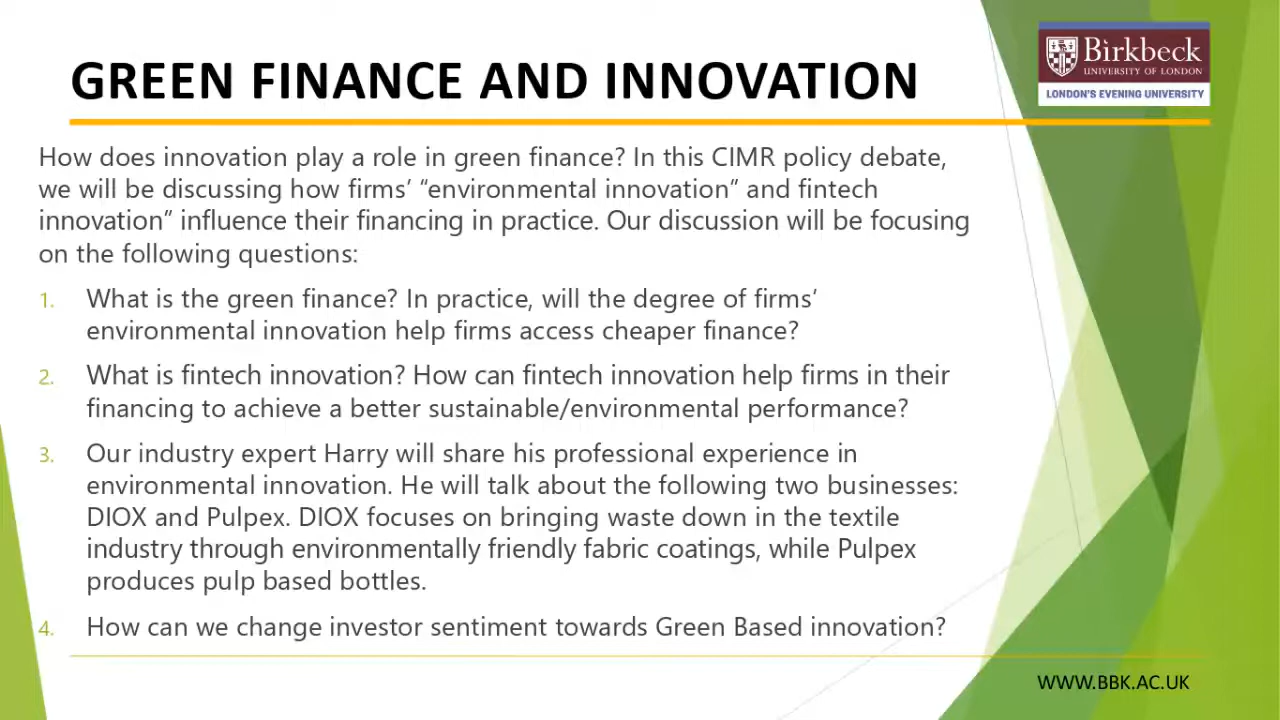 GREEN FINANCE AND INNOVATION
Birkbeck
UNIVERSITY OF LONDON
LONDON'S EVENING UNIVERSITY
How does innovation play a role in green finance? In this CIMR policy debate,
we will be discussing how firms’ “environmental innovation” and fintech
innovation” influence their financing in practice. Our discussion will be focusing
on the following questions:
1. What is the green finance? In practice, will the degree of firms’
environmental innovation help firms access cheaper finance?
2. What is fintech innovation? How can fintech innovation help firms in their
financing to achieve a better sustainable/environmental performance?
3. Our industry expert Harry will share his professional experience in
environmental innovation. He will talk about the following two businesses:
DIOX and Pulpex. DIOX focuses on bringing waste down in the textile
industry through environmentally friendly fabric coatings, while Pulpex
produces pulp based bottles.
4. How can we change investor sentiment towards Green Based innovation?
WWW.BBK.AC.UK